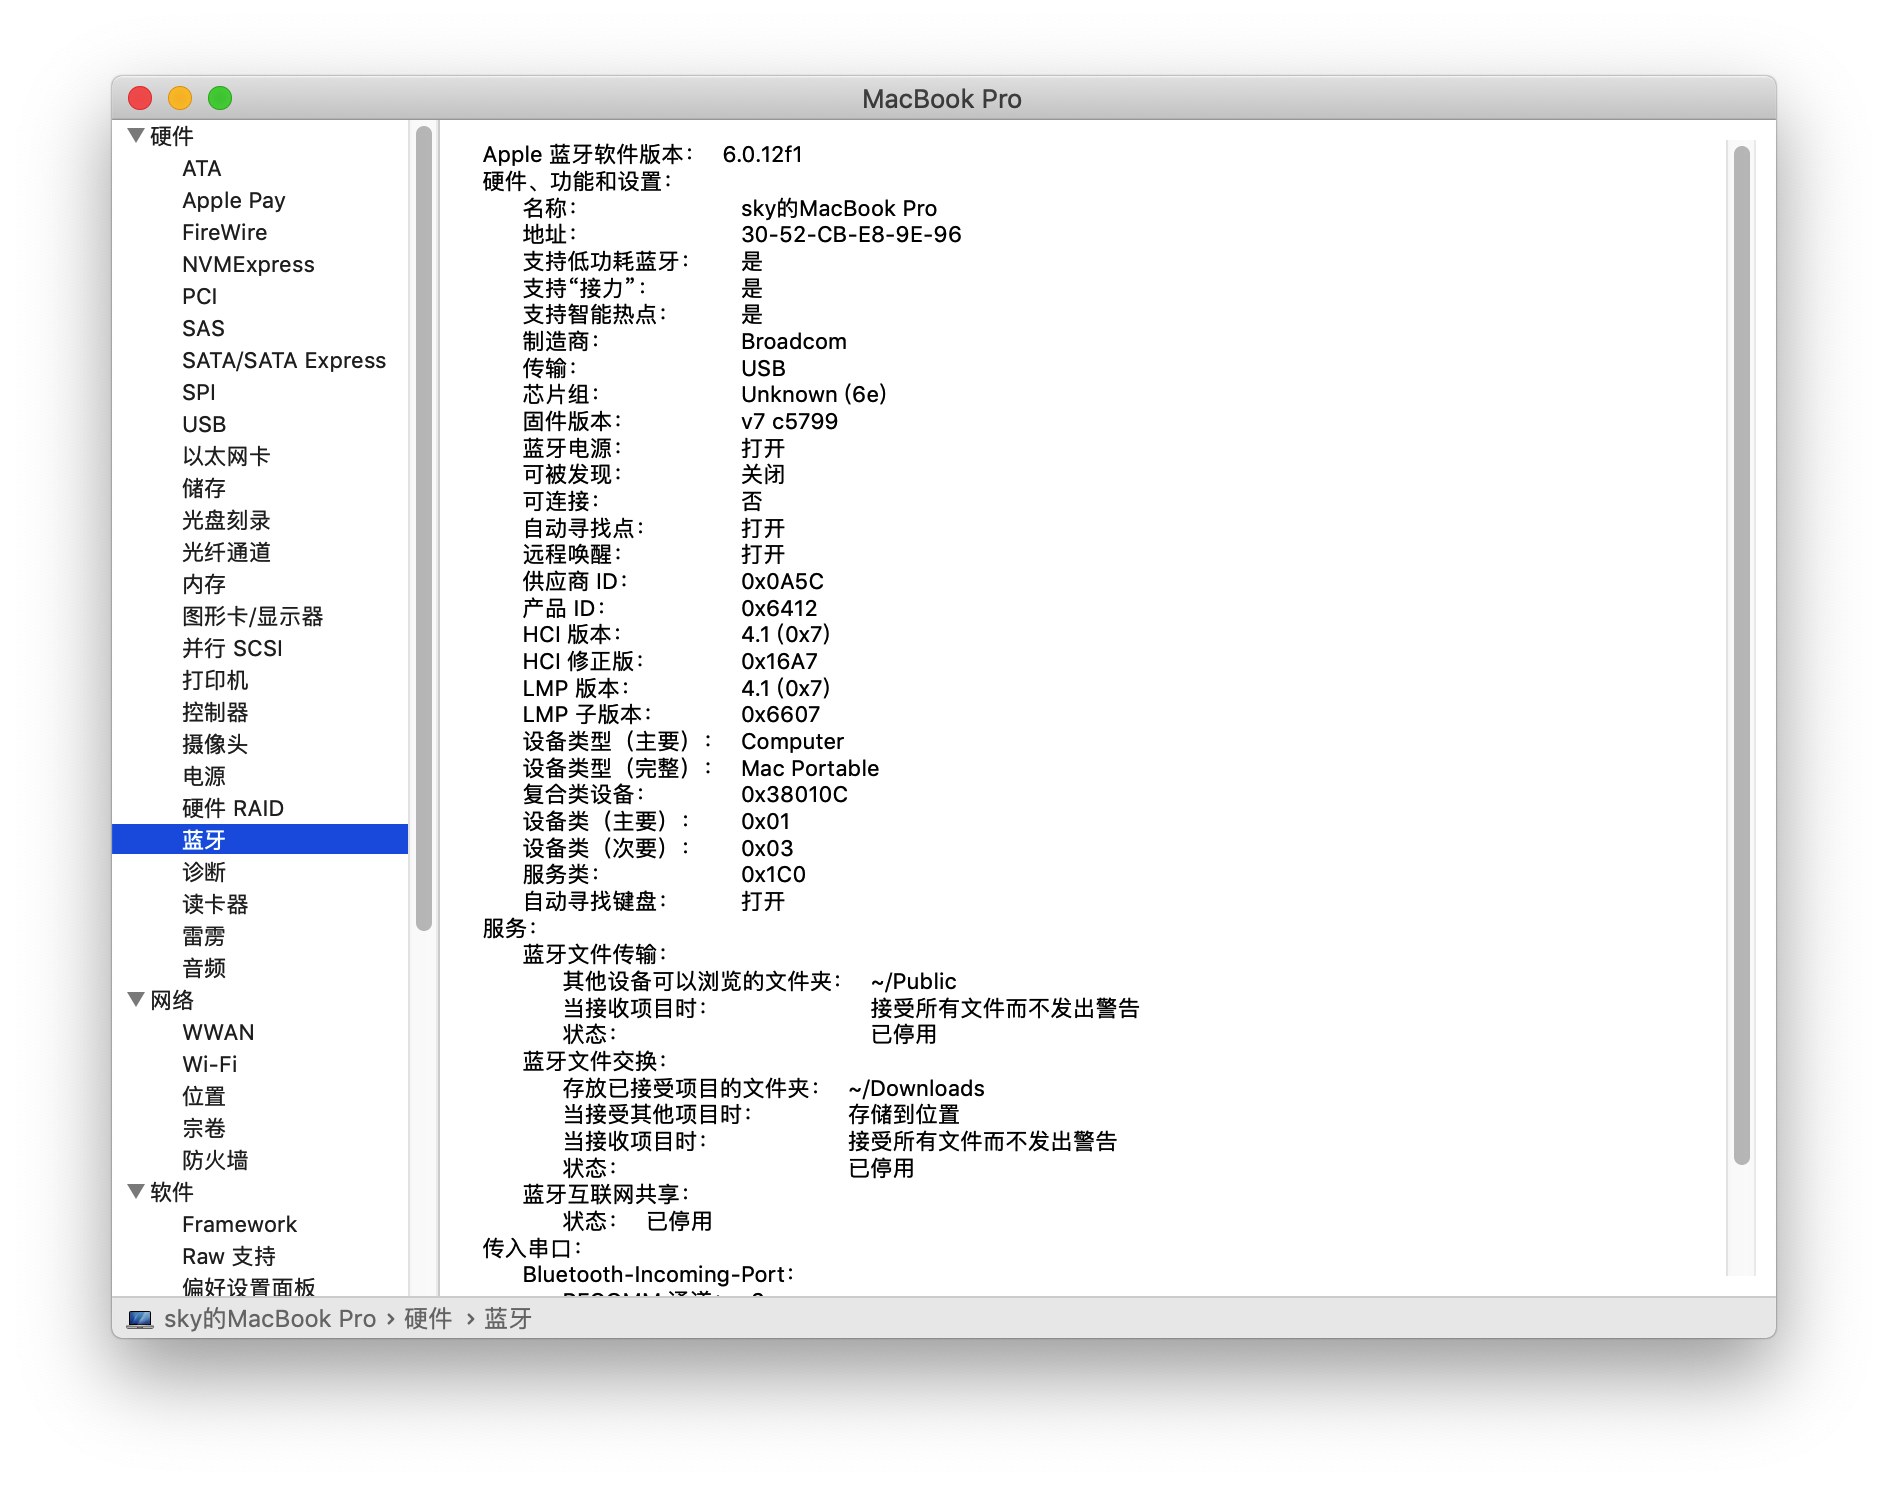 MacBook Pro
硬件
ATA
Apple Pay
FireWire
NVMExpress
PCI
SAS
SATA/SATA Express
SPI
USB
以太网卡
储存
光盘刻录
光纤通道
内存
图形卡/显示器
并行 SCSI
打印机
控制器
摄像头
电源
硬件 RAID
蓝牙
诊断
读卡器
雷雳
音频
网络
WWAN
Wi-Fi
位置
宗卷
防火墙
软件
Framework
Raw 支持
偏好设置面板
Apple 蓝牙软件版本： 6.0.12f1
硬件、功能和设置：
名称： sky的MacBook Pro
地址： 30-52-CB-E8-9E-96
支持低功耗蓝牙： 是
支持“接力”： 是
支持智能热点： 是
制造商： Broadcom
传输： USB
芯片组： Unknown (6e)
固件版本： v7 c5799
蓝牙电源： 打开
可被发现： 关闭
可连接： 否
自动寻找点： 打开
远程唤醒： 打开
供应商 ID： 0x0A5C
产品 ID： 0x6412
HCI 版本： 4.1 (0x7)
HCI 修正版： 0x16A7
LMP 版本： 4.1 (0x7)
LMP 子版本： 0x6607
设备类型（主要）： Computer
设备类型（完整）： Mac Portable
复合类设备： 0x38010C
设备类（主要）： 0x01
设备类（次要）： 0x03
服务类： 0x1C0
自动寻找键盘： 打开
服务：
蓝牙文件传输：
其他设备可以浏览的文件夹： ~/Public
当接收项目时： 接受所有文件而不发出警告
状态： 已停用
蓝牙文件交换：
存放已接受项目的文件夹： ~/Downloads
当接受其他项目时： 存储到位置
当接收项目时： 接受所有文件而不发出警告
状态： 已停用
蓝牙互联网共享：
状态： 已停用
传入串口：
Bluetooth-Incoming-Port：
sky的MacBook Pro › 硬件 › 蓝牙